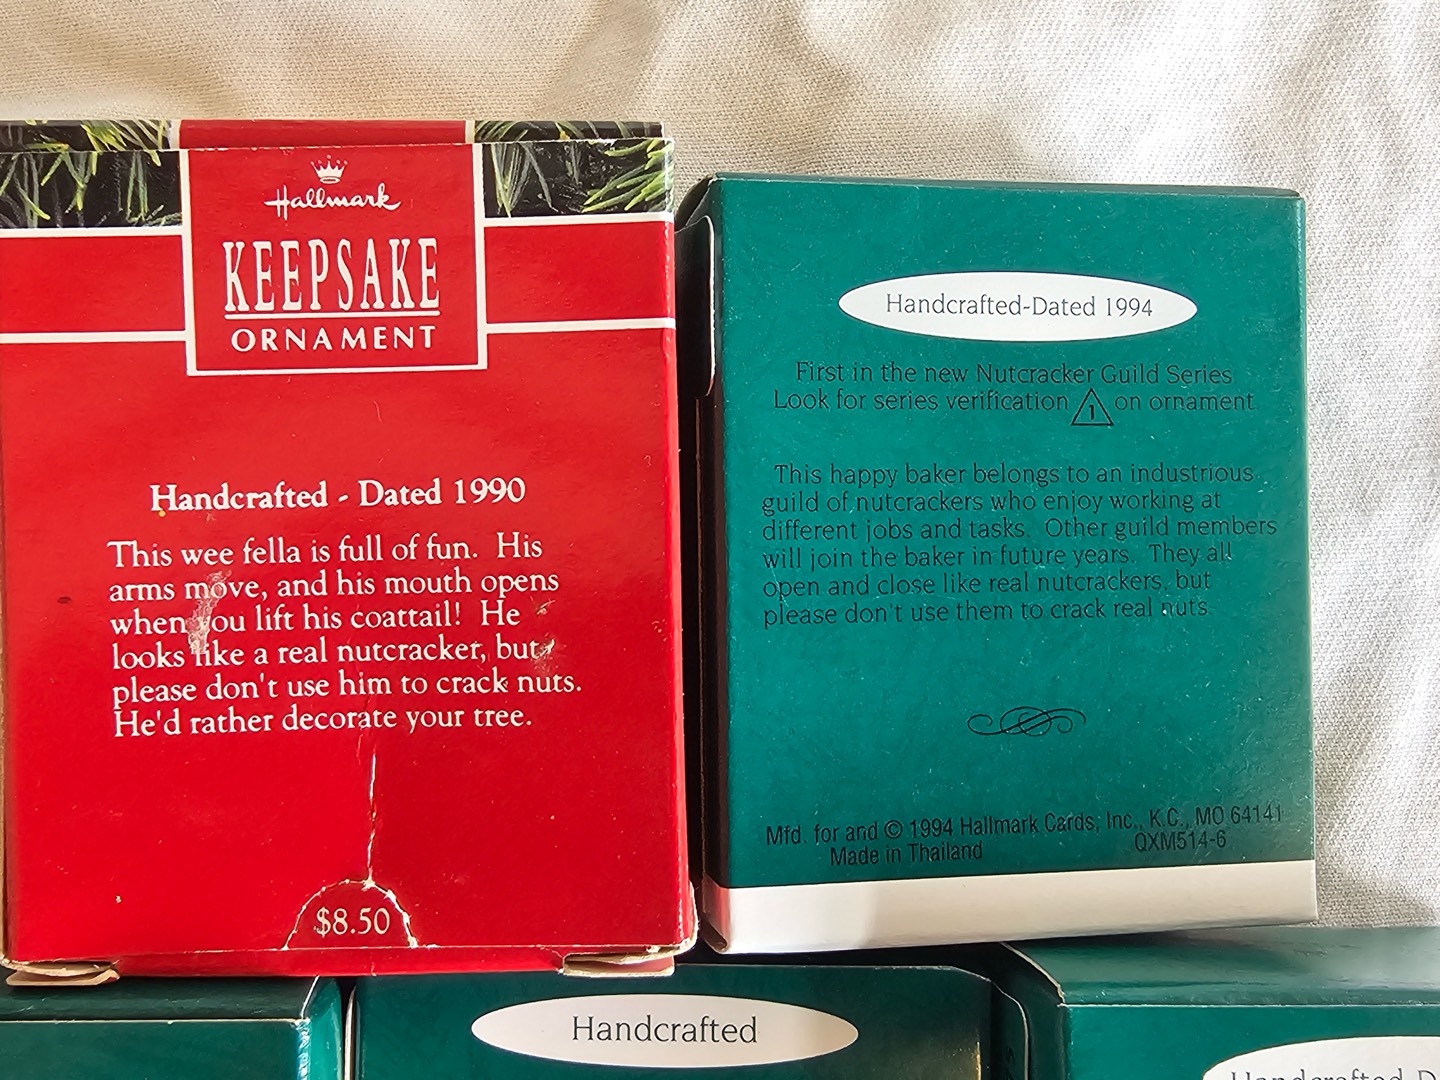 Hallmark
KEEPSAKE
ORNAMENT
Handcrafted - Dated 1990
This wee fella is full of fun. His
arms move, and his mouth opens
when you lift his coattail! He
looks like a real nutcracker, but
please don't use him to crack nuts.
He'd rather decorate your tree.
$8.50
Handcrafted-Dated 1994
First in the new Nutcracker Guild Series
Look for series verification 1 on ornament
This happy baker belongs to an industrious
guild of nutcrackers who enjoy working at
different jobs and tasks. Other guild members
will join the baker in future years. They all
open and close like real nutcrackers, but
please don't use them to crack real nuts.
Mfd. for and © 1994 Hallmark Cards, Inc., K.C., MO 64141
Made in Thailand QXM514-6
Handcrafted
Handcrafted-D